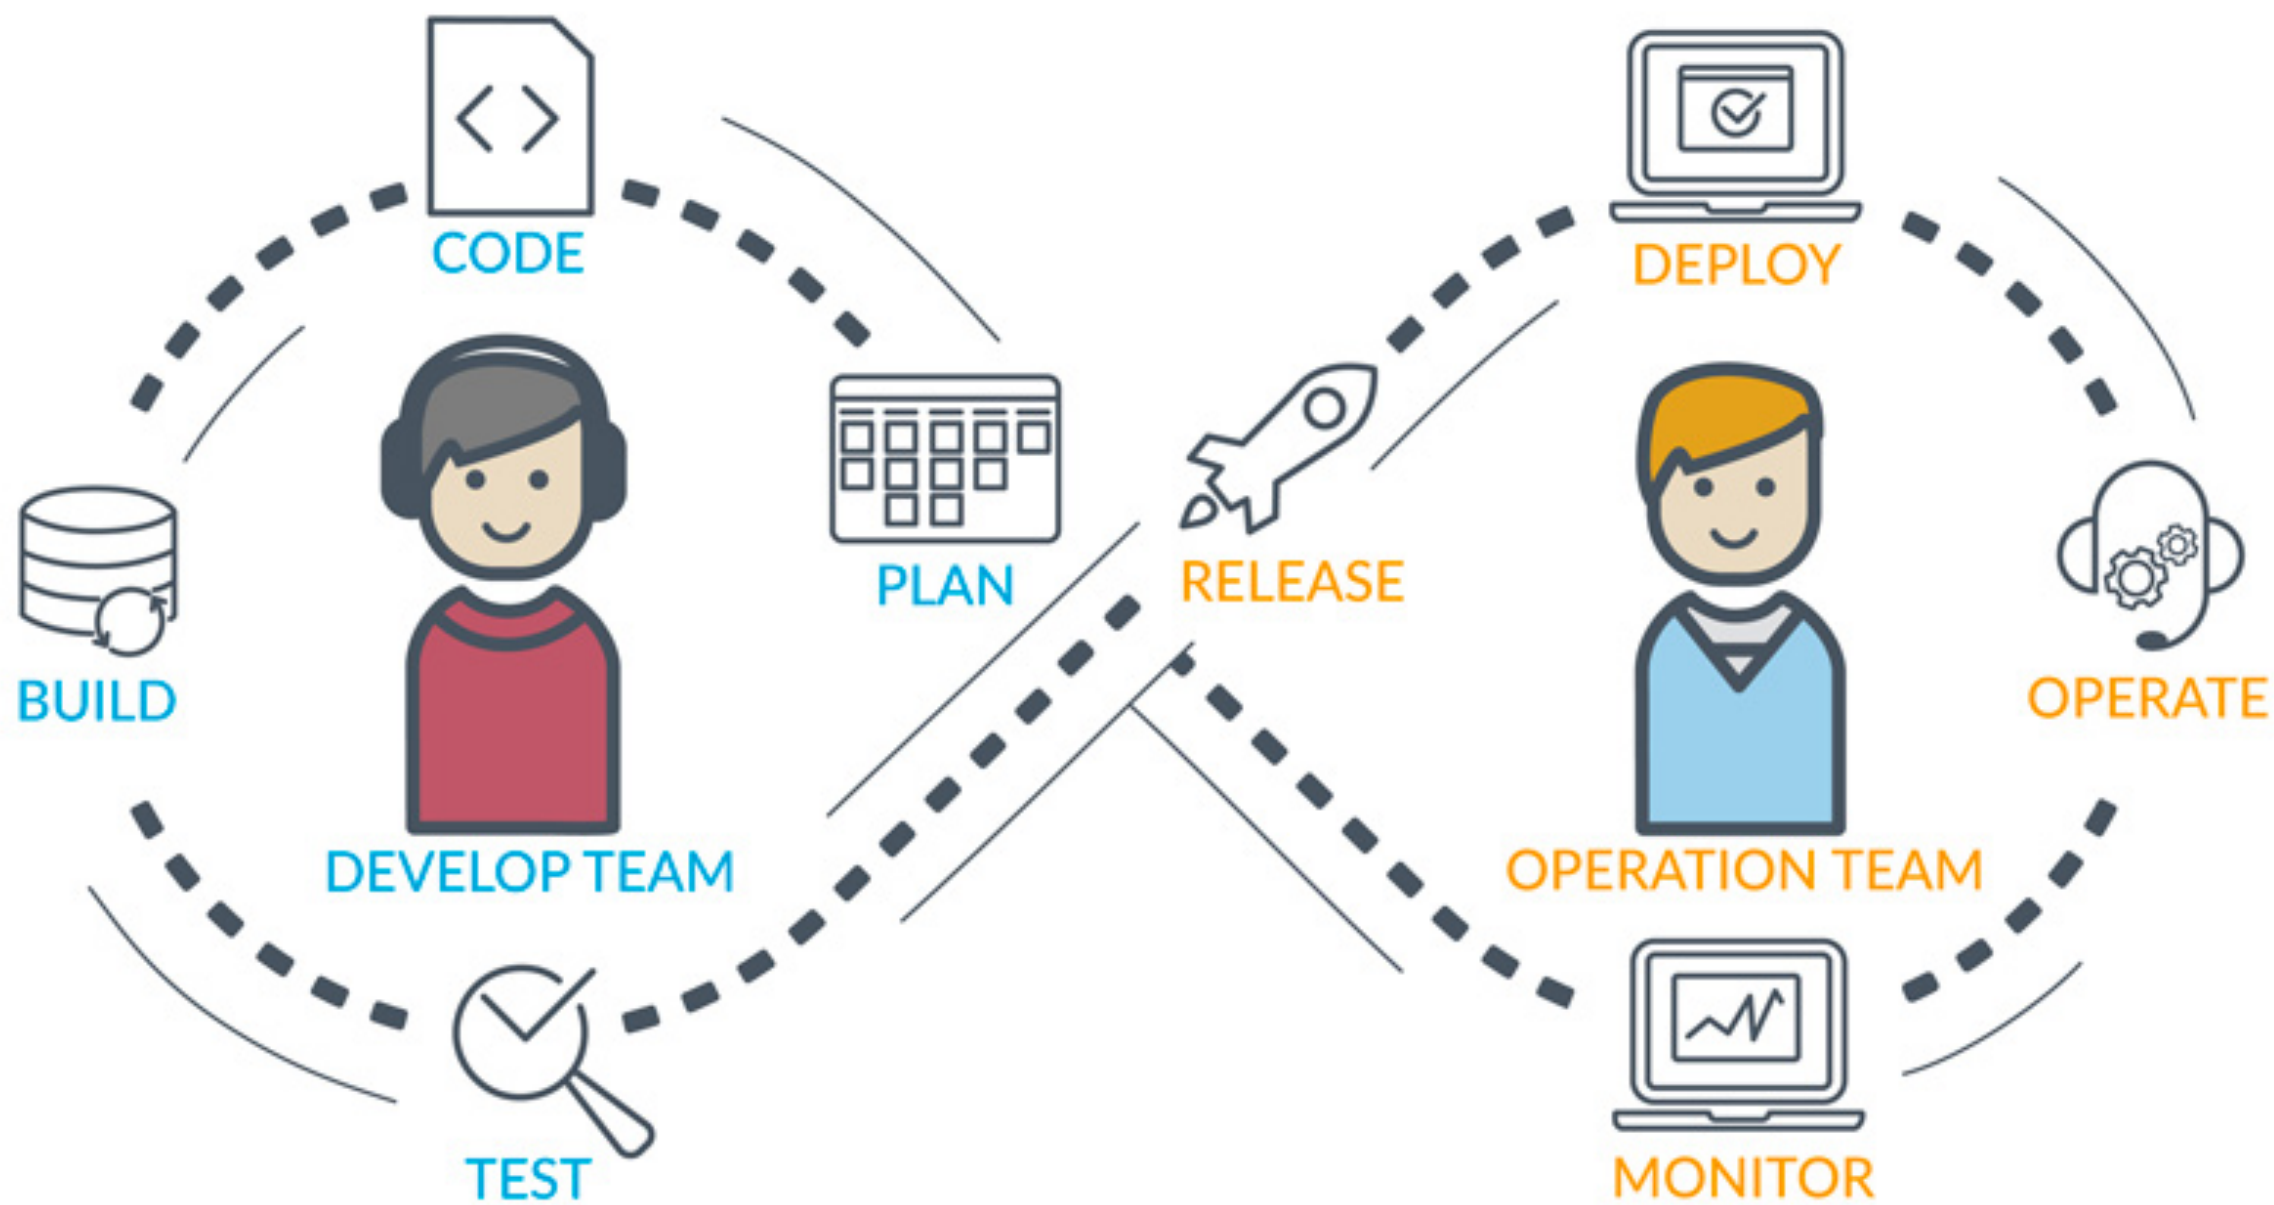 CODE
DEPLOY
PLAN
RELEASE
BUILD
OPERATE
DEVELOP TEAM
OPERATION TEAM
TEST
MONITOR